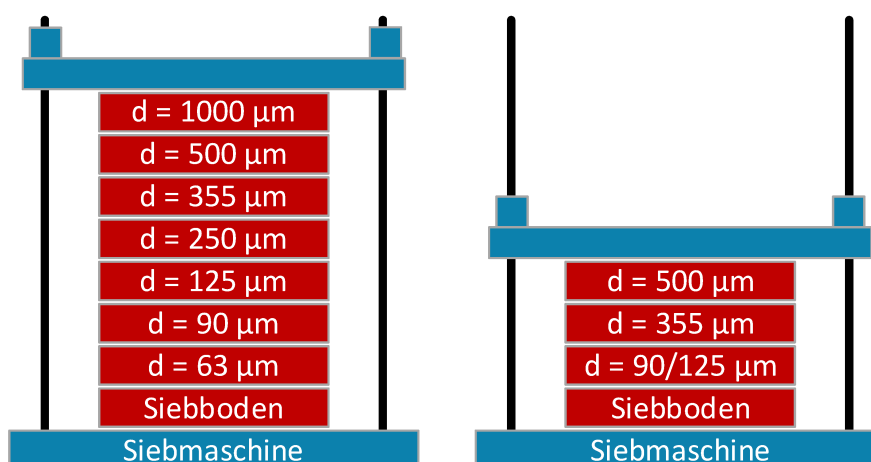 d = 1000 µm
d = 500 µm
d = 355 µm
d = 250 µm
d = 125 µm
d = 90 µm
d = 63 µm
Siebboden
Siebmaschine
d = 500 µm
d = 355 µm
d = 90/125 µm
Siebboden
Siebmaschine